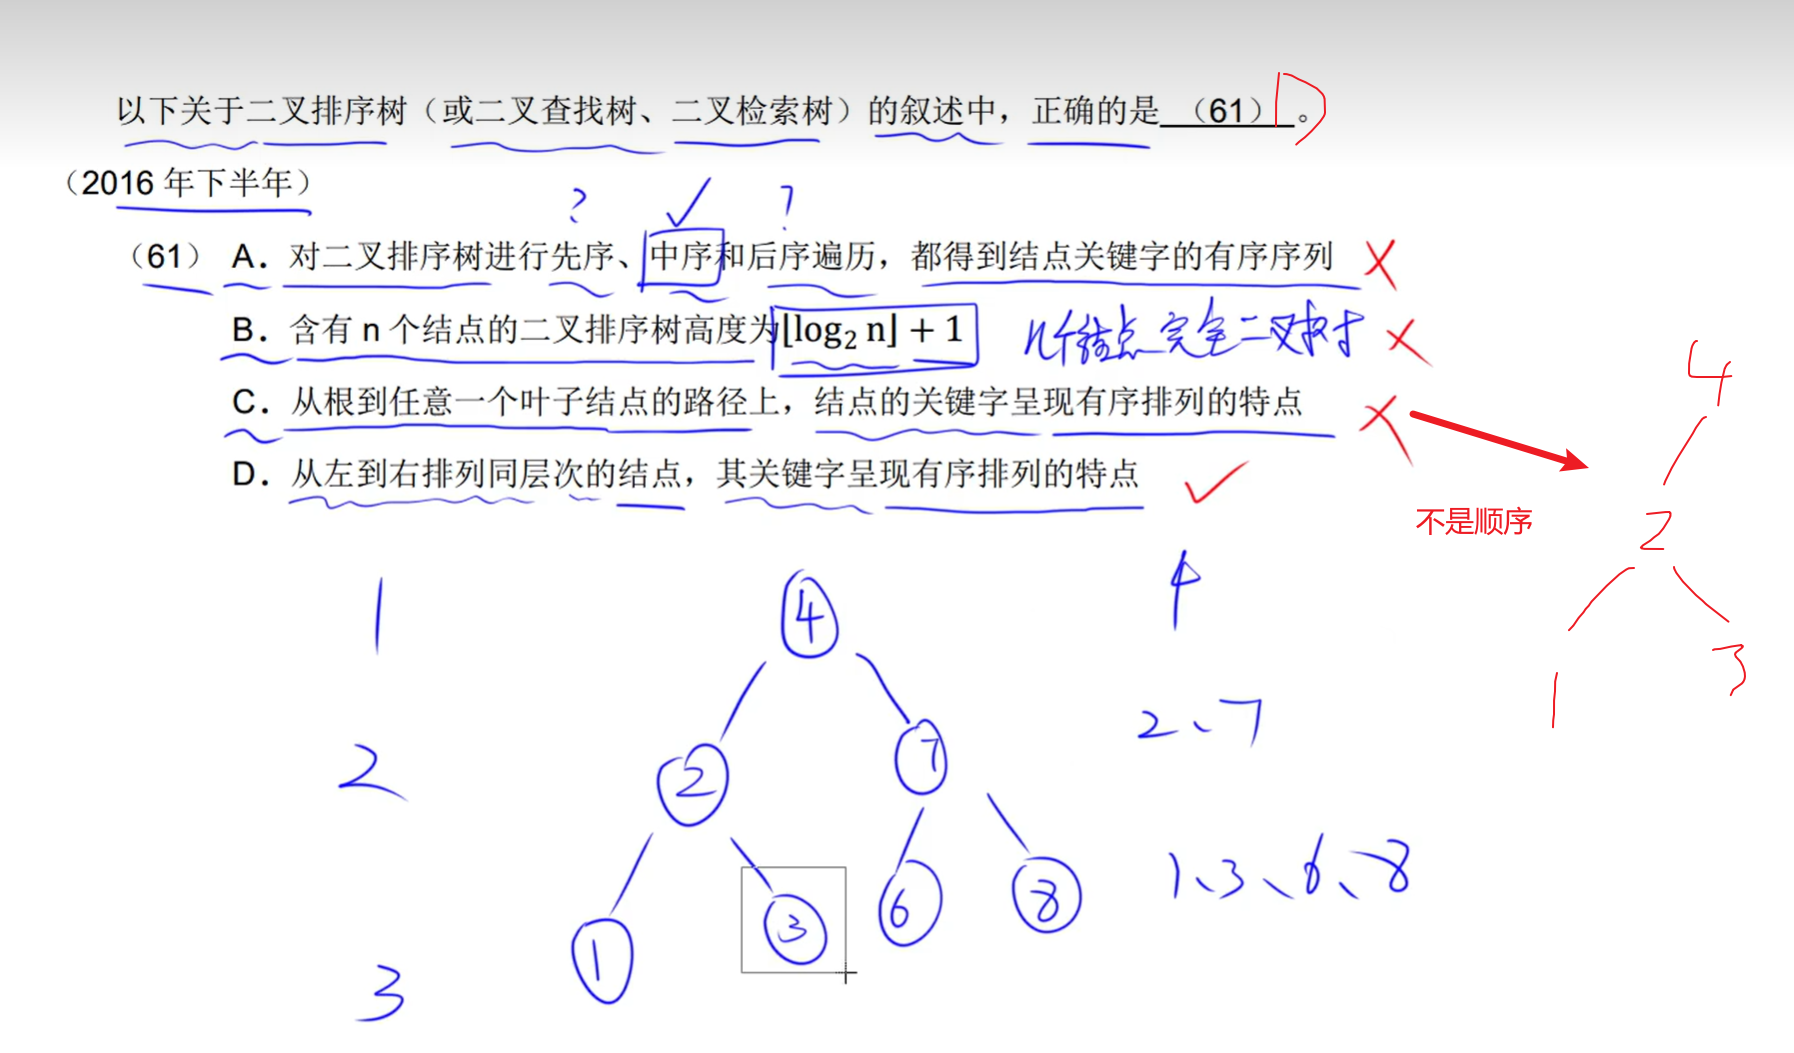 以下关于二叉排序树（或二叉查找树、二叉检索树）的叙述中，正确的是 （61） 。 D
（2016 年下半年）
? ?
（61） A. 对二叉排序树进行先序、中序和后序遍历，都得到结点关键字的有序序列
B. 含有 n 个结点的二叉排序树高度为⌊log₂ n⌋ + 1 n个结点 完全二叉树
C. 从根到任意一个叶子结点的路径上，结点的关键字呈现有序排列的特点
D. 从左到右排列同层次的结点，其关键字呈现有序排列的特点
不是顺序
4
2
1 3
1 4 4
2 2 7 2、7
3 1 3 6 8 1、3、6、8